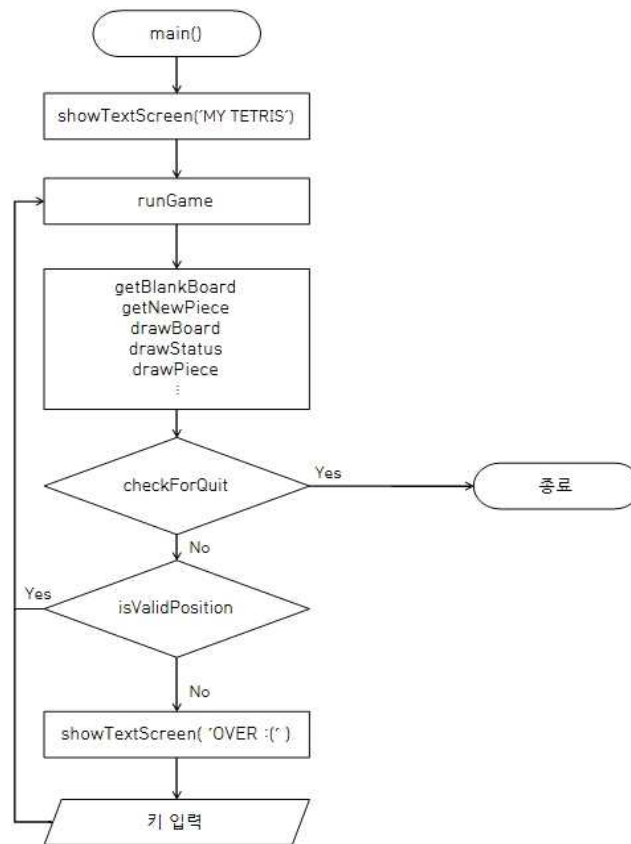 main()
showTextScreen(´MY TETRIS´)
runGame
getBlankBoard
getNewPiece
drawBoard
drawStatus
drawPiece
⋮
checkForQuit
Yes
종료
No
Yes
isValidPosition
No
showTextScreen( ´OVER :(´ )
키 입력